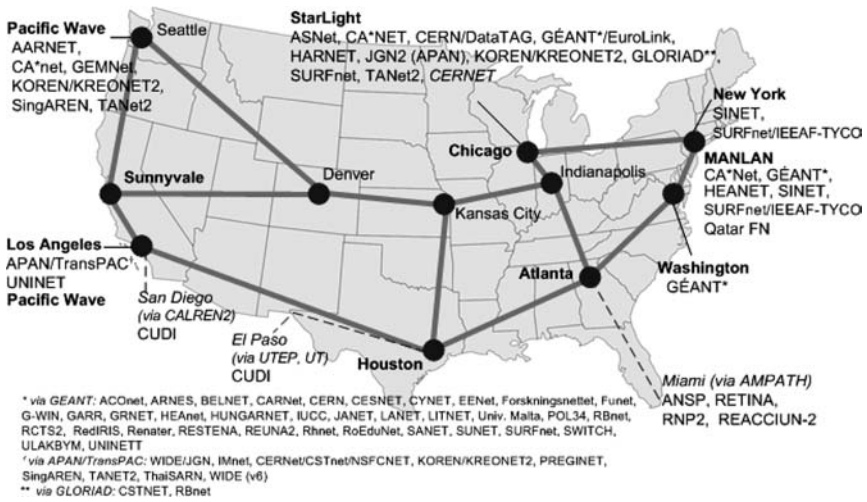 Pacific Wave
AARNET,
CA*net, GEMNet,
KOREN/KREONET2,
SingAREN, TANet2
Seattle
StarLight
ASNet, CA*NET, CERN/DataTAG, GÉANT*/EuroLink,
HARNET, JGN2 (APAN), KOREN/KREONET2, GLORIAD**,
SURFnet, TANet2, CERNET
New York
SINET,
SURFnet/IEEAF-TYCO
MANLAN
CA*Net, GÉANT*,
HEANET, SINET,
SURFnet/IEEAF-TYCO
Qatar FN
Chicago
Indianapolis
Denver
Sunnyvale
Kansas City
Los Angeles
APAN/TransPAC†
UNINET
Pacific Wave
San Diego
(via CALREN2)
CUDI
El Paso
(via UTEP, UT)
CUDI
Houston
Atlanta
Washington
GÉANT*
Miami (via AMPATH)
ANSP, RETINA,
RNP2, REACCIUN-2
* via GEANT: ACOnet, ARNES, BELNET, CARNet, CERN, CESNET, CYNET, EENet, Forskningsnettet, Funet,
G-WIN, GARR, GRNET, HEAnet, HUNGARNET, IUCC, JANET, LANET, LITNET, Univ. Malta, POL34, RBnet,
RCTS2, RedIRIS, Renater, RESTENA, REUNA2, Rhnet, RoEduNet, SANET, SUNET, SURFnet, SWITCH,
ULAKBYM, UNINETT
† via APAN/TransPAC: WIDE/JGN, IMnet, CERNet/CSTnet/NSFCNET, KOREN/KREONET2, PREGINET,
SingAREN, TANET2, ThaiSARN, WIDE (v6)
** via GLORIAD: CSTNET, RBnet